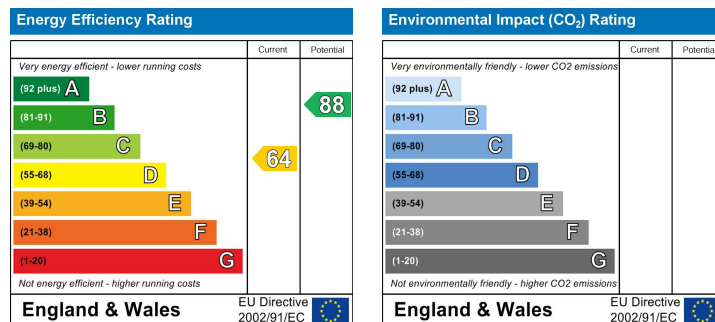 Energy Efficiency Rating
Current Potential
Very energy efficient - lower running costs
(92 plus) A
(81-91) B
(69-80) C
(55-68) D
(39-54) E
(21-38) F
(1-20) G
88
64
Not energy efficient - higher running costs
England & Wales
EU Directive
2002/91/EC
Environmental Impact (CO₂) Rating
Current Potential
Very environmentally friendly - lower CO2 emissions
(92 plus) A
(81-91) B
(69-80) C
(55-68) D
(39-54) E
(21-38) F
(1-20) G
Not environmentally friendly - higher CO2 emissions
England & Wales
EU Directive
2002/91/EC